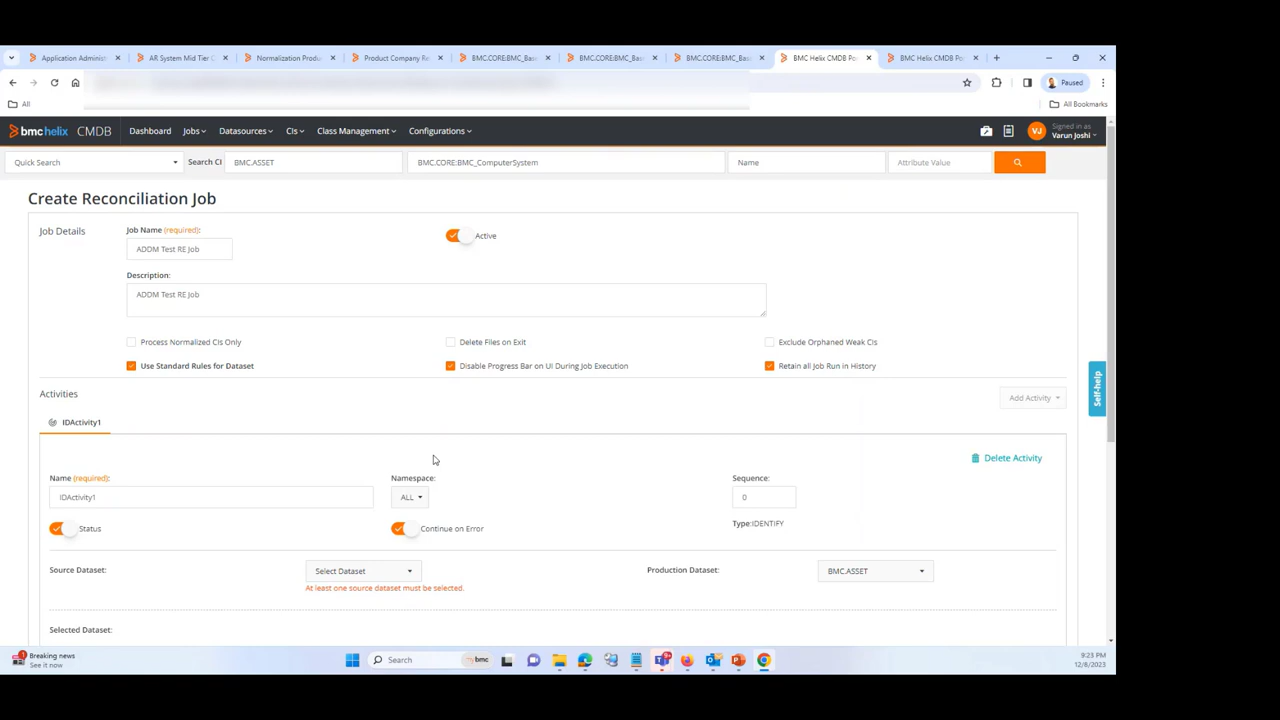 Application Administ
AR System Mid Tier C
Normalization Produ
Product Company Re
BMC.CORE:BMC_Bas
BMC.CORE:BMC_Bas
BMC.CORE:BMC_Bas
BMC Helix CMDB Po
BMC Helix CMDB Po
Paused
All
All Bookmarks
bmchelix CMDB Dashboard Jobs Datasources CIs Class Management Configurations
VJ
Signed in as
Varun Joshi
Quick Search Search CI BMC.ASSET BMC.CORE:BMC_ComputerSystem Name Attribute Value
Create Reconciliation Job
Job Details
Job Name (required):
ADDM Test RE Job
Active
Description:
ADDM Test RE Job
Process Normalized CIs Only Delete Files on Exit Exclude Orphaned Weak CIs
Use Standard Rules for Dataset Disable Progress Bar on UI During Job Execution Retain all Job Run in History
Self-help
Activities
Add Activity
IDActivity1
Delete Activity
Name (required): Namespace: Sequence:
IDActivity1 ALL 0
Type:IDENTIFY
Status Continue on Error
Source Dataset: Select Dataset Production Dataset: BMC.ASSET
At least one source dataset must be selected.
Selected Dataset:
1
Breaking news
See it now
Search
bmc
9+
9:23 PM
12/8/2023